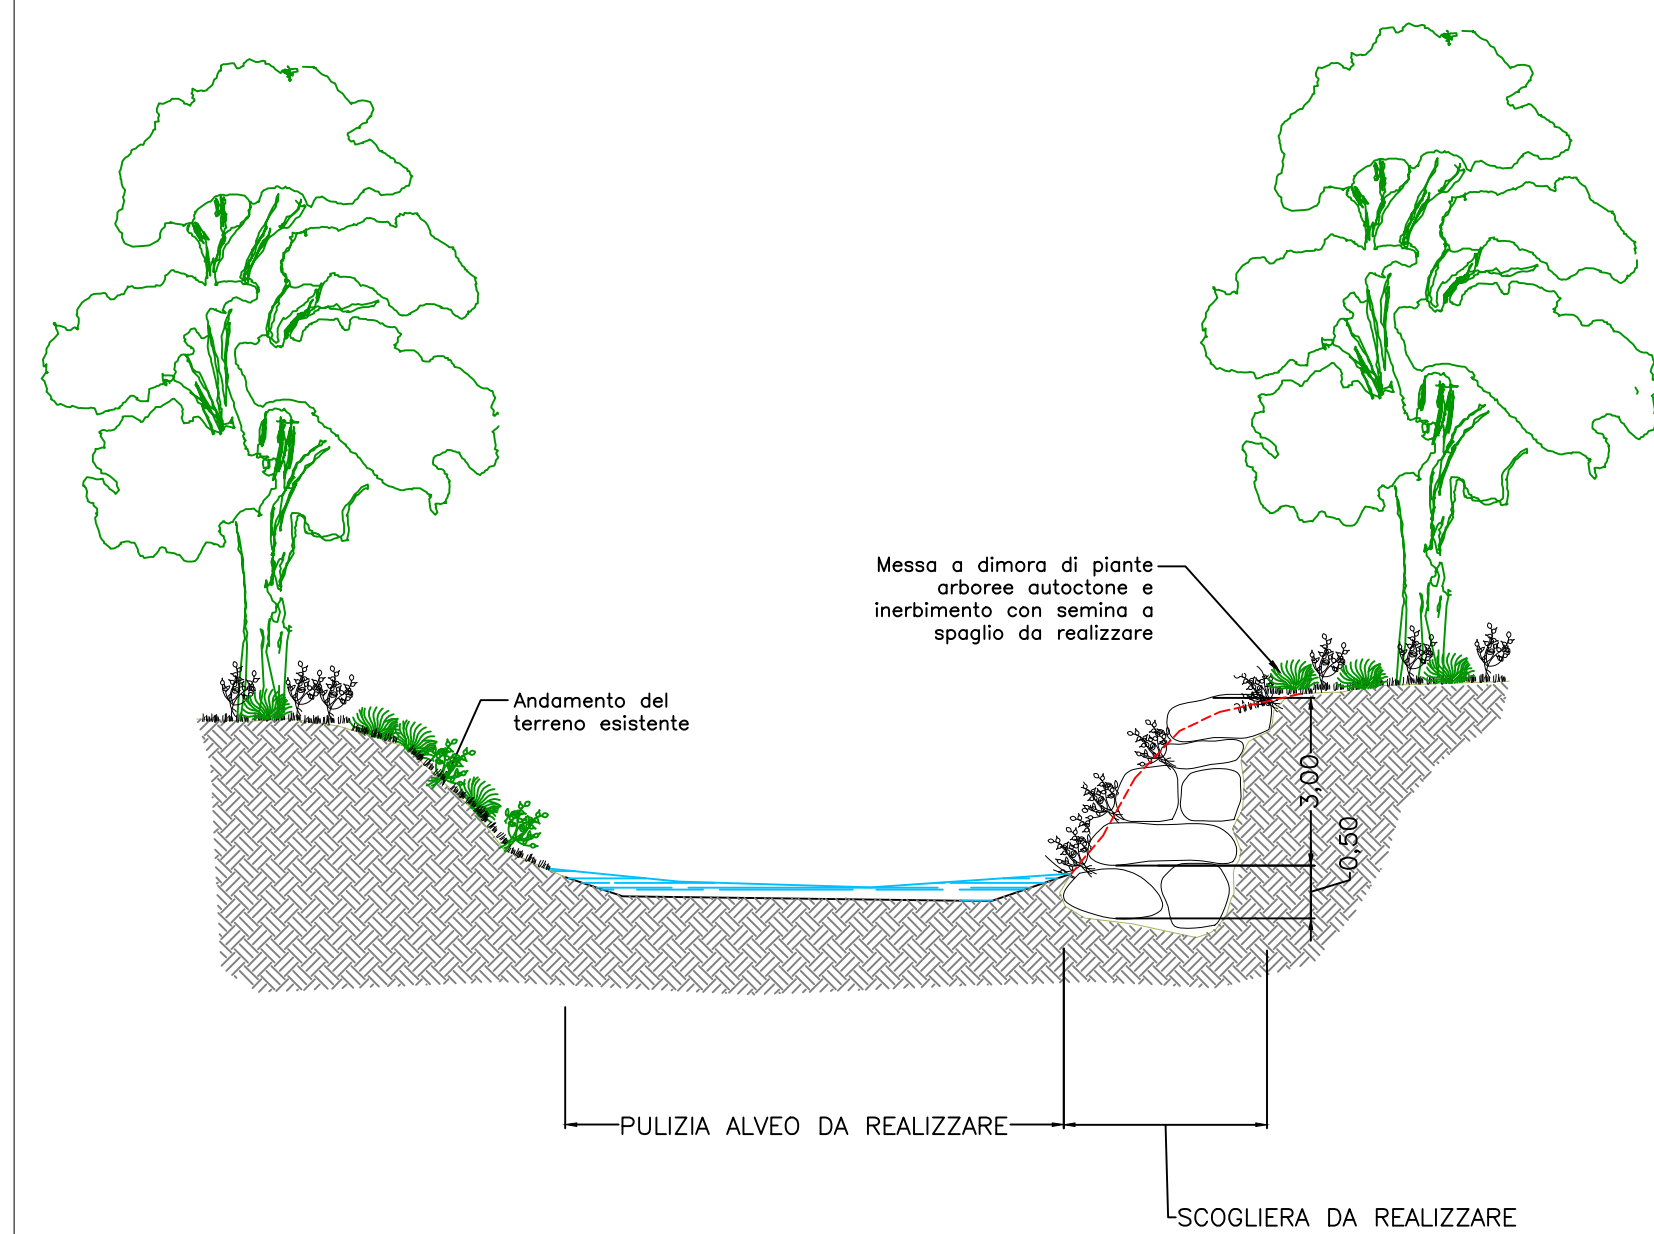 Messa a dimora di piante
arboree autoctone e
inerbimento con semina a
spaglio da realizzare
Andamento del
terreno esistente
3,00
0,50
PULIZIA ALVEO DA REALIZZARE
SCOGLIERA DA REALIZZARE